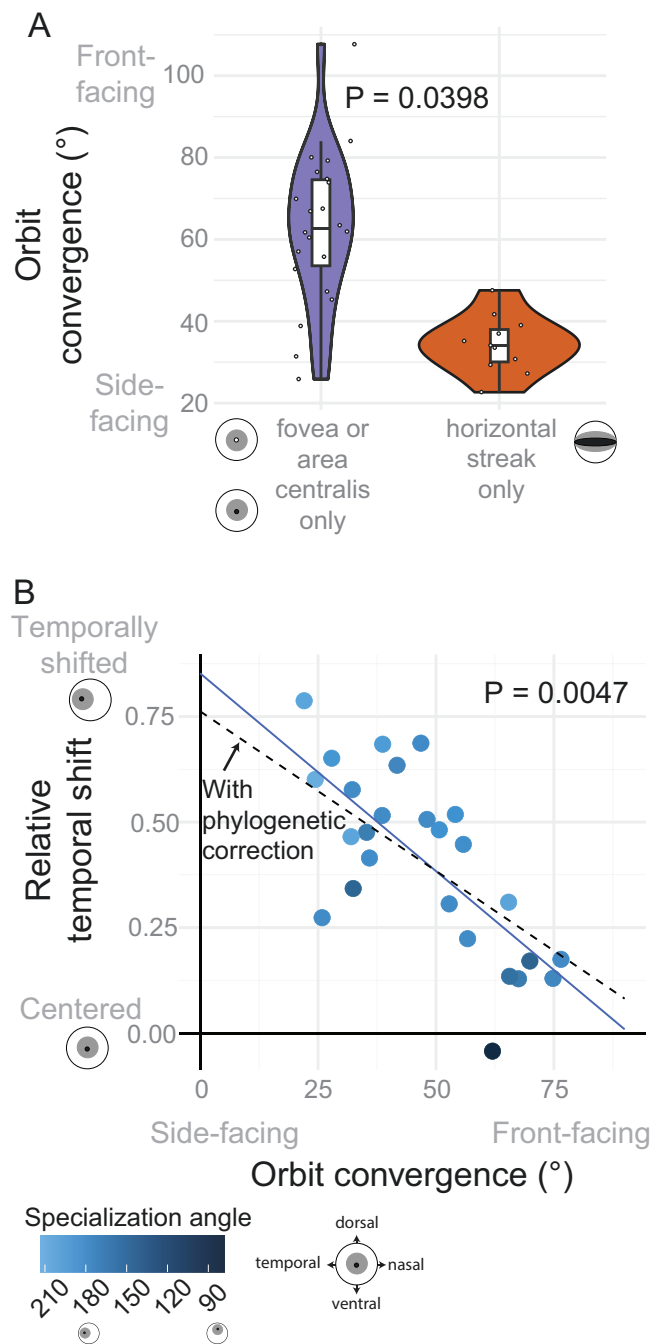 A
Front-
facing
P = 0.0398
Orbit
convergence (°)
100
80
60
40
20
Side-
facing
fovea or
area
centralis
only
horizontal
streak
only
B
Temporally
shifted
P = 0.0047
0.75
0.50
0.25
0.00
Relative
temporal shift
With
phylogenetic
correction
Centered
0 25 50 75
Side-facing Front-facing
Orbit convergence (°)
Specialization angle
210 180 150 120 90
dorsal
temporal nasal
ventral